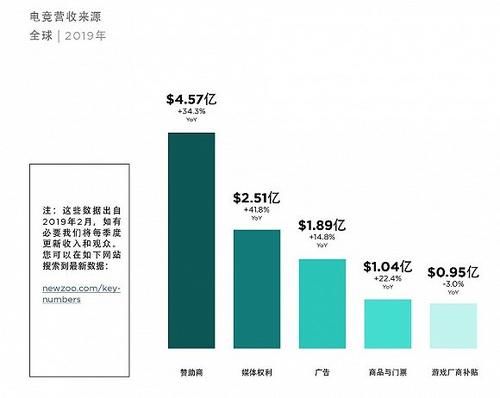 电竞营收来源
全球 | 2019年
$4.57亿
+34.3%
YoY
$2.51亿
+41.8%
YoY
$1.89亿
+14.8%
YoY
$1.04亿
+22.4%
YoY
$0.95亿
-3.0%
YoY
注：这些数据出自
2019年2月，如有
必要我们将每季度
更新收入和观众。
您可以在如下网站
搜索到最新数据：
newzoo.com/key-
numbers
赞助商
媒体权利
广告
商品与门票
游戏厂商补贴